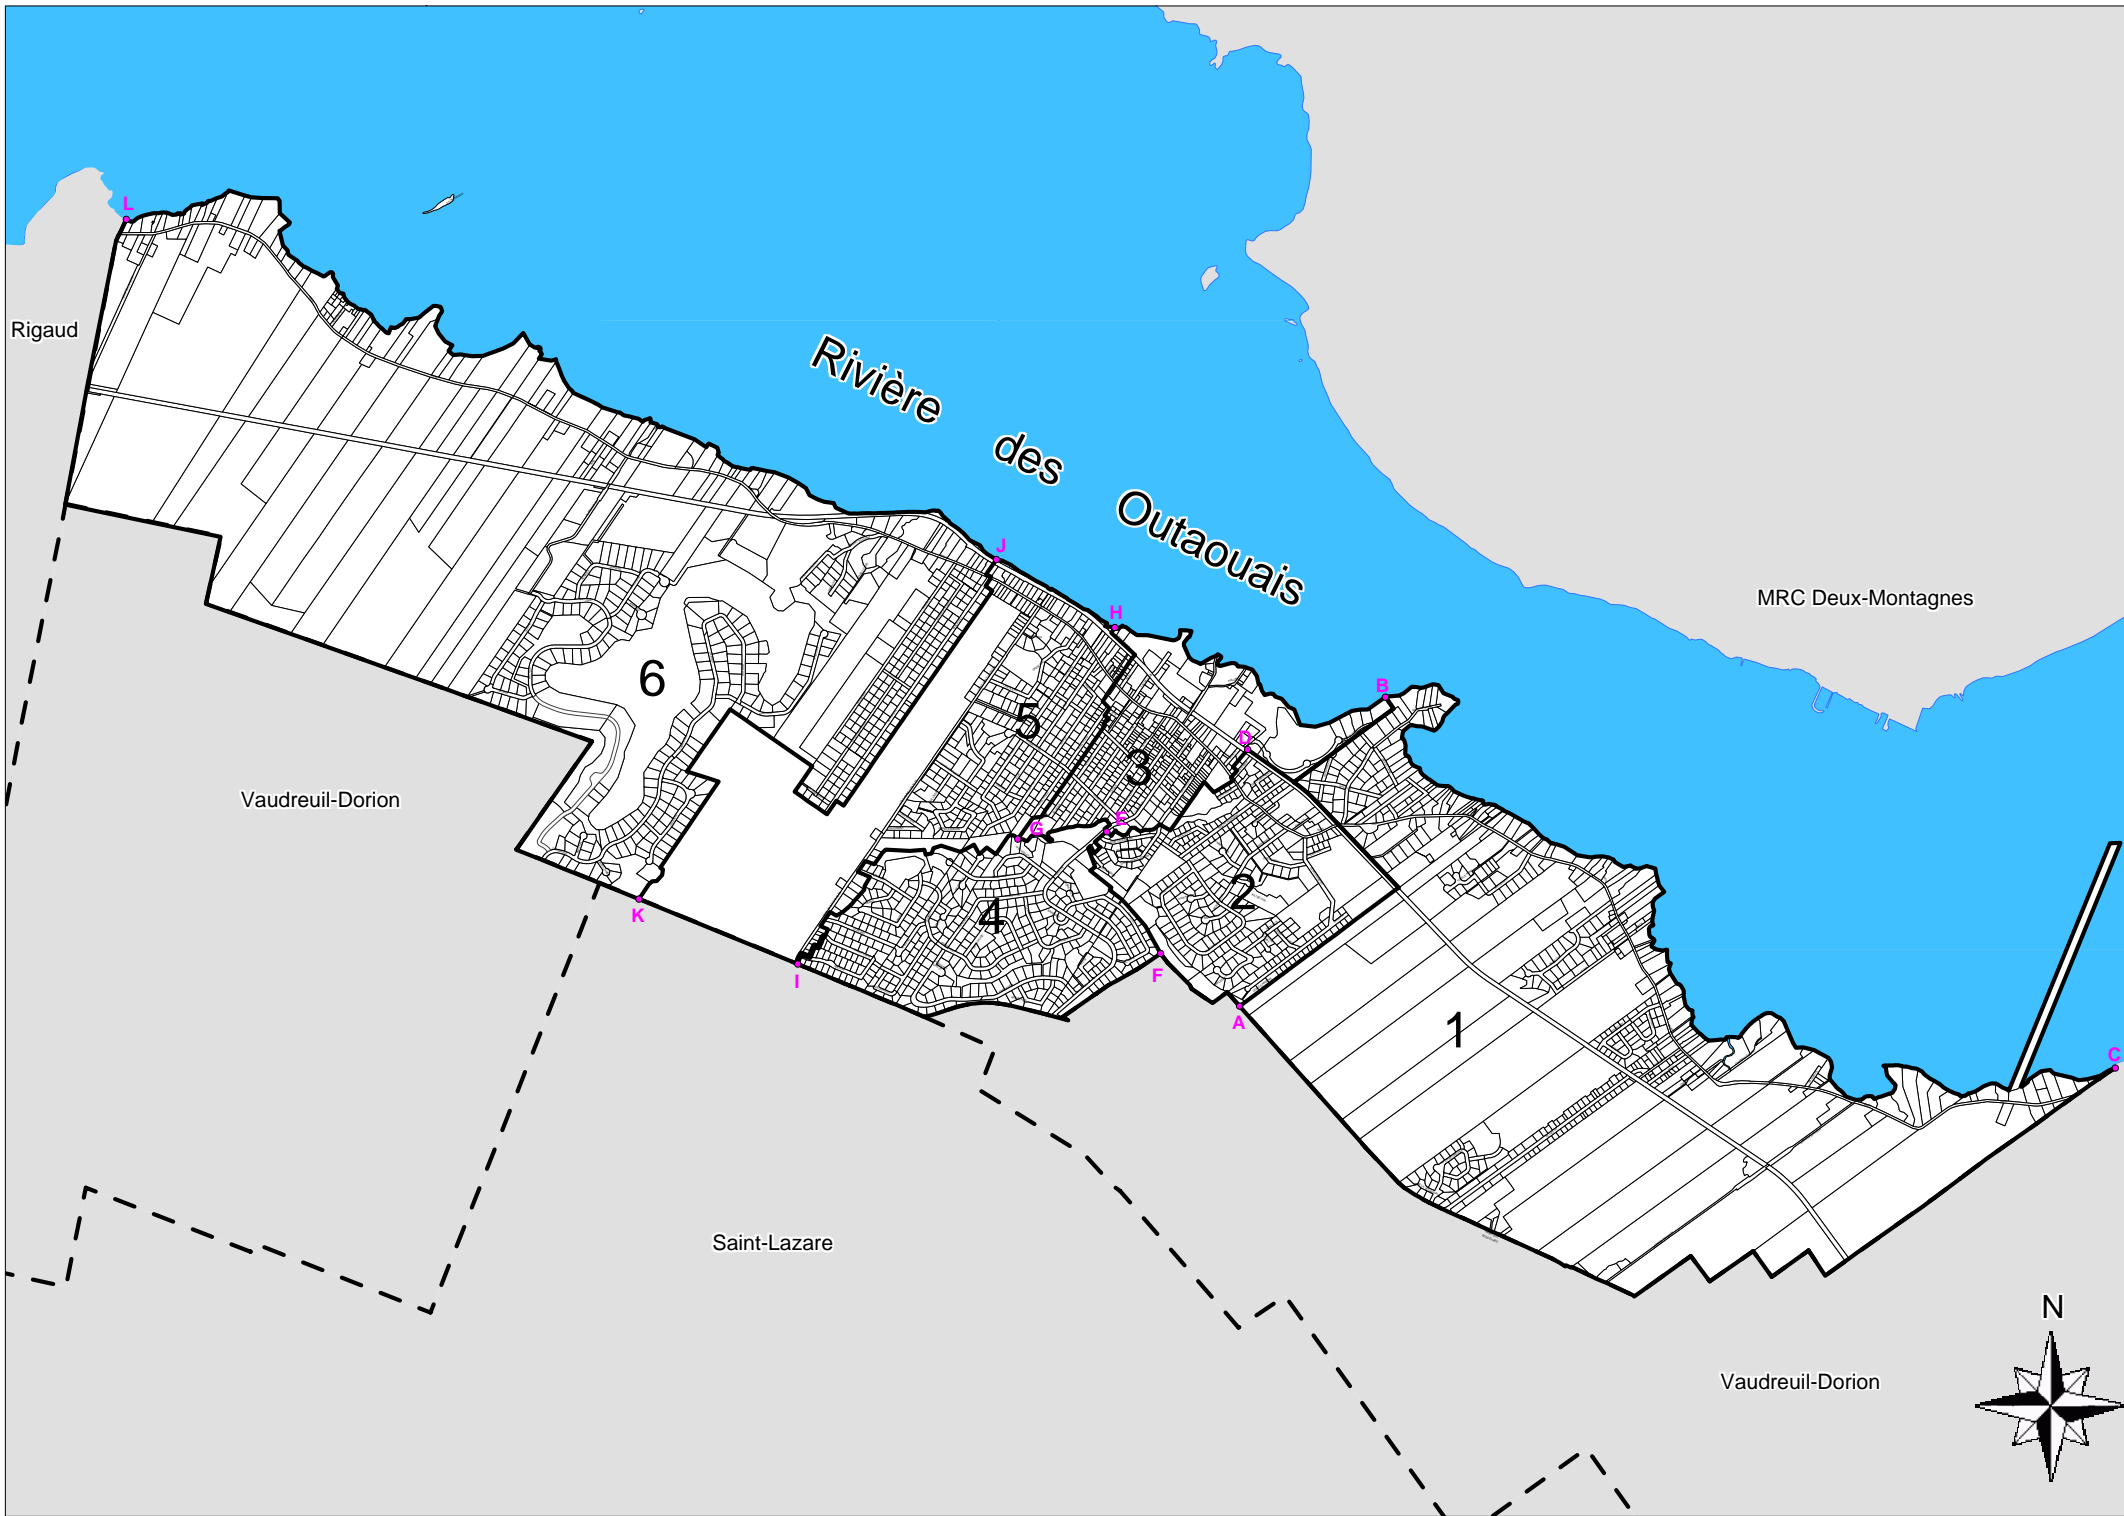 L
Rigaud
Rivière
des
Outaouais
J
H
MRC Deux-Montagnes
6
B
5
D
3
Vaudreuil-Dorion
G
E
2
4
K
F
I
A
1
C
Saint-Lazare
N
Vaudreuil-Dorion